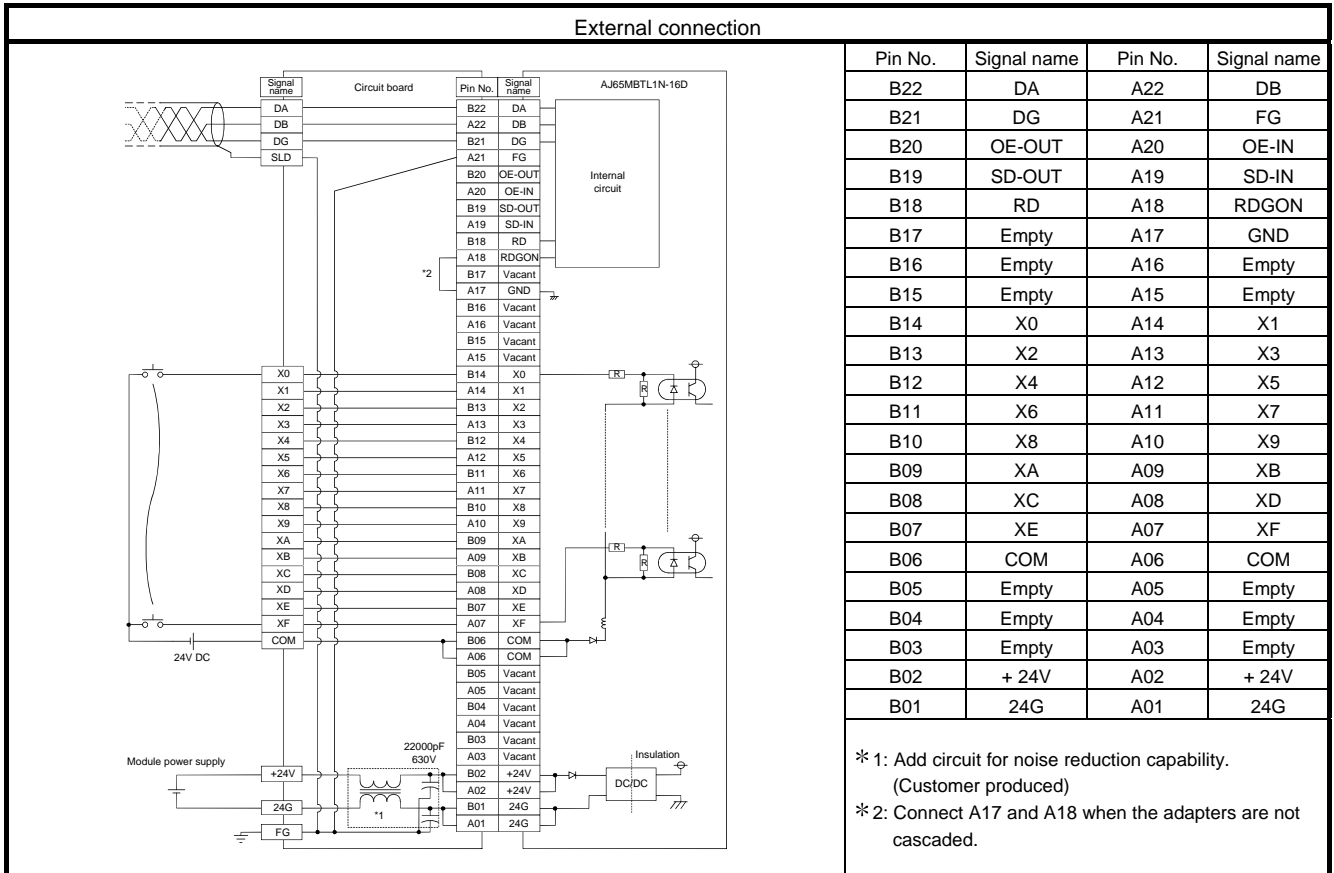 External connection
Signal name
Circuit board
Pin No. Signal name
AJ65MBTL1N-16D
DA B22 DA
DB A22 DB
DG B21 DG
SLD A21 FG
B20 OE-OUT
A20 OE-IN
B19 SD-OUT
A19 SD-IN
B18 RD
A18 RDGON
B17 Vacant
A17 GND
B16 Vacant
A16 Vacant
B15 Vacant
A15 Vacant
Internal
circuit
*2
X0 B14 X0 R
X1 A14 X1 R
X2 B13 X2
X3 A13 X3
X4 B12 X4
X5 A12 X5
X6 B11 X6
X7 A11 X7
X8 B10 X8
X9 A10 X9
XA B09 XA
XB A09 XB R
XC B08 XC R
XD A08 XD
XE B07 XE
XF A07 XF
COM B06 COM
24V DC
A06 COM
B05 Vacant
A05 Vacant
B04 Vacant
A04 Vacant
B03 Vacant
A03 Vacant
22000pF
630V
Insulation
Module power supply
+24V B02 +24V
A02 +24V
DC/DC
24G *1 B01 24G
A01 24G
FG
Pin No. Signal name Pin No. Signal name
B22 DA A22 DB
B21 DG A21 FG
B20 OE-OUT A20 OE-IN
B19 SD-OUT A19 SD-IN
B18 RD A18 RDGON
B17 Empty A17 GND
B16 Empty A16 Empty
B15 Empty A15 Empty
B14 X0 A14 X1
B13 X2 A13 X3
B12 X4 A12 X5
B11 X6 A11 X7
B10 X8 A10 X9
B09 XA A09 XB
B08 XC A08 XD
B07 XE A07 XF
B06 COM A06 COM
B05 Empty A05 Empty
B04 Empty A04 Empty
B03 Empty A03 Empty
B02 + 24V A02 + 24V
B01 24G A01 24G
*1: Add circuit for noise reduction capability.
(Customer produced)
*2: Connect A17 and A18 when the adapters are not
cascaded.